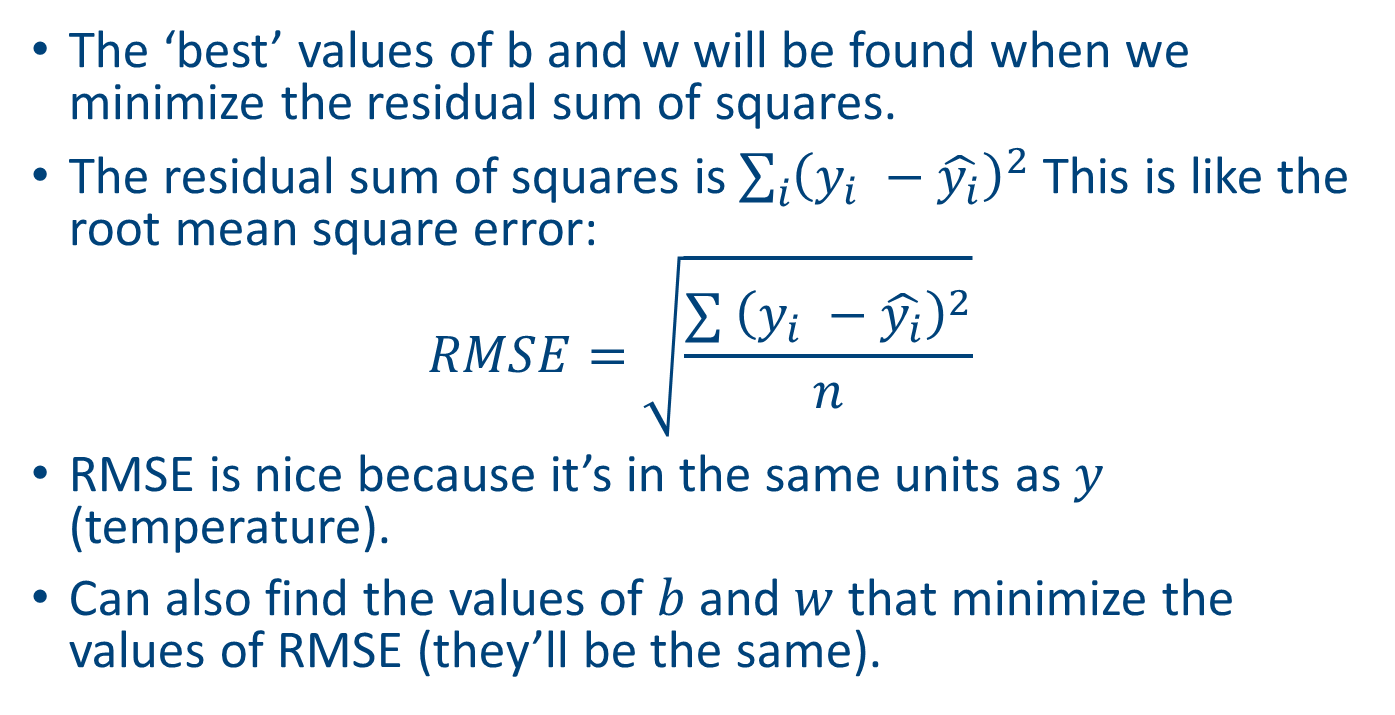 • The ‘best’ values of b and w will be found when we
minimize the residual sum of squares.
• The residual sum of squares is ∑ᵢ(yᵢ − ŷᵢ)² This is like the
root mean square error:
RMSE = √(∑ (yᵢ − ŷᵢ)² / n)
• RMSE is nice because it’s in the same units as y
(temperature).
• Can also find the values of b and w that minimize the
values of RMSE (they’ll be the same).